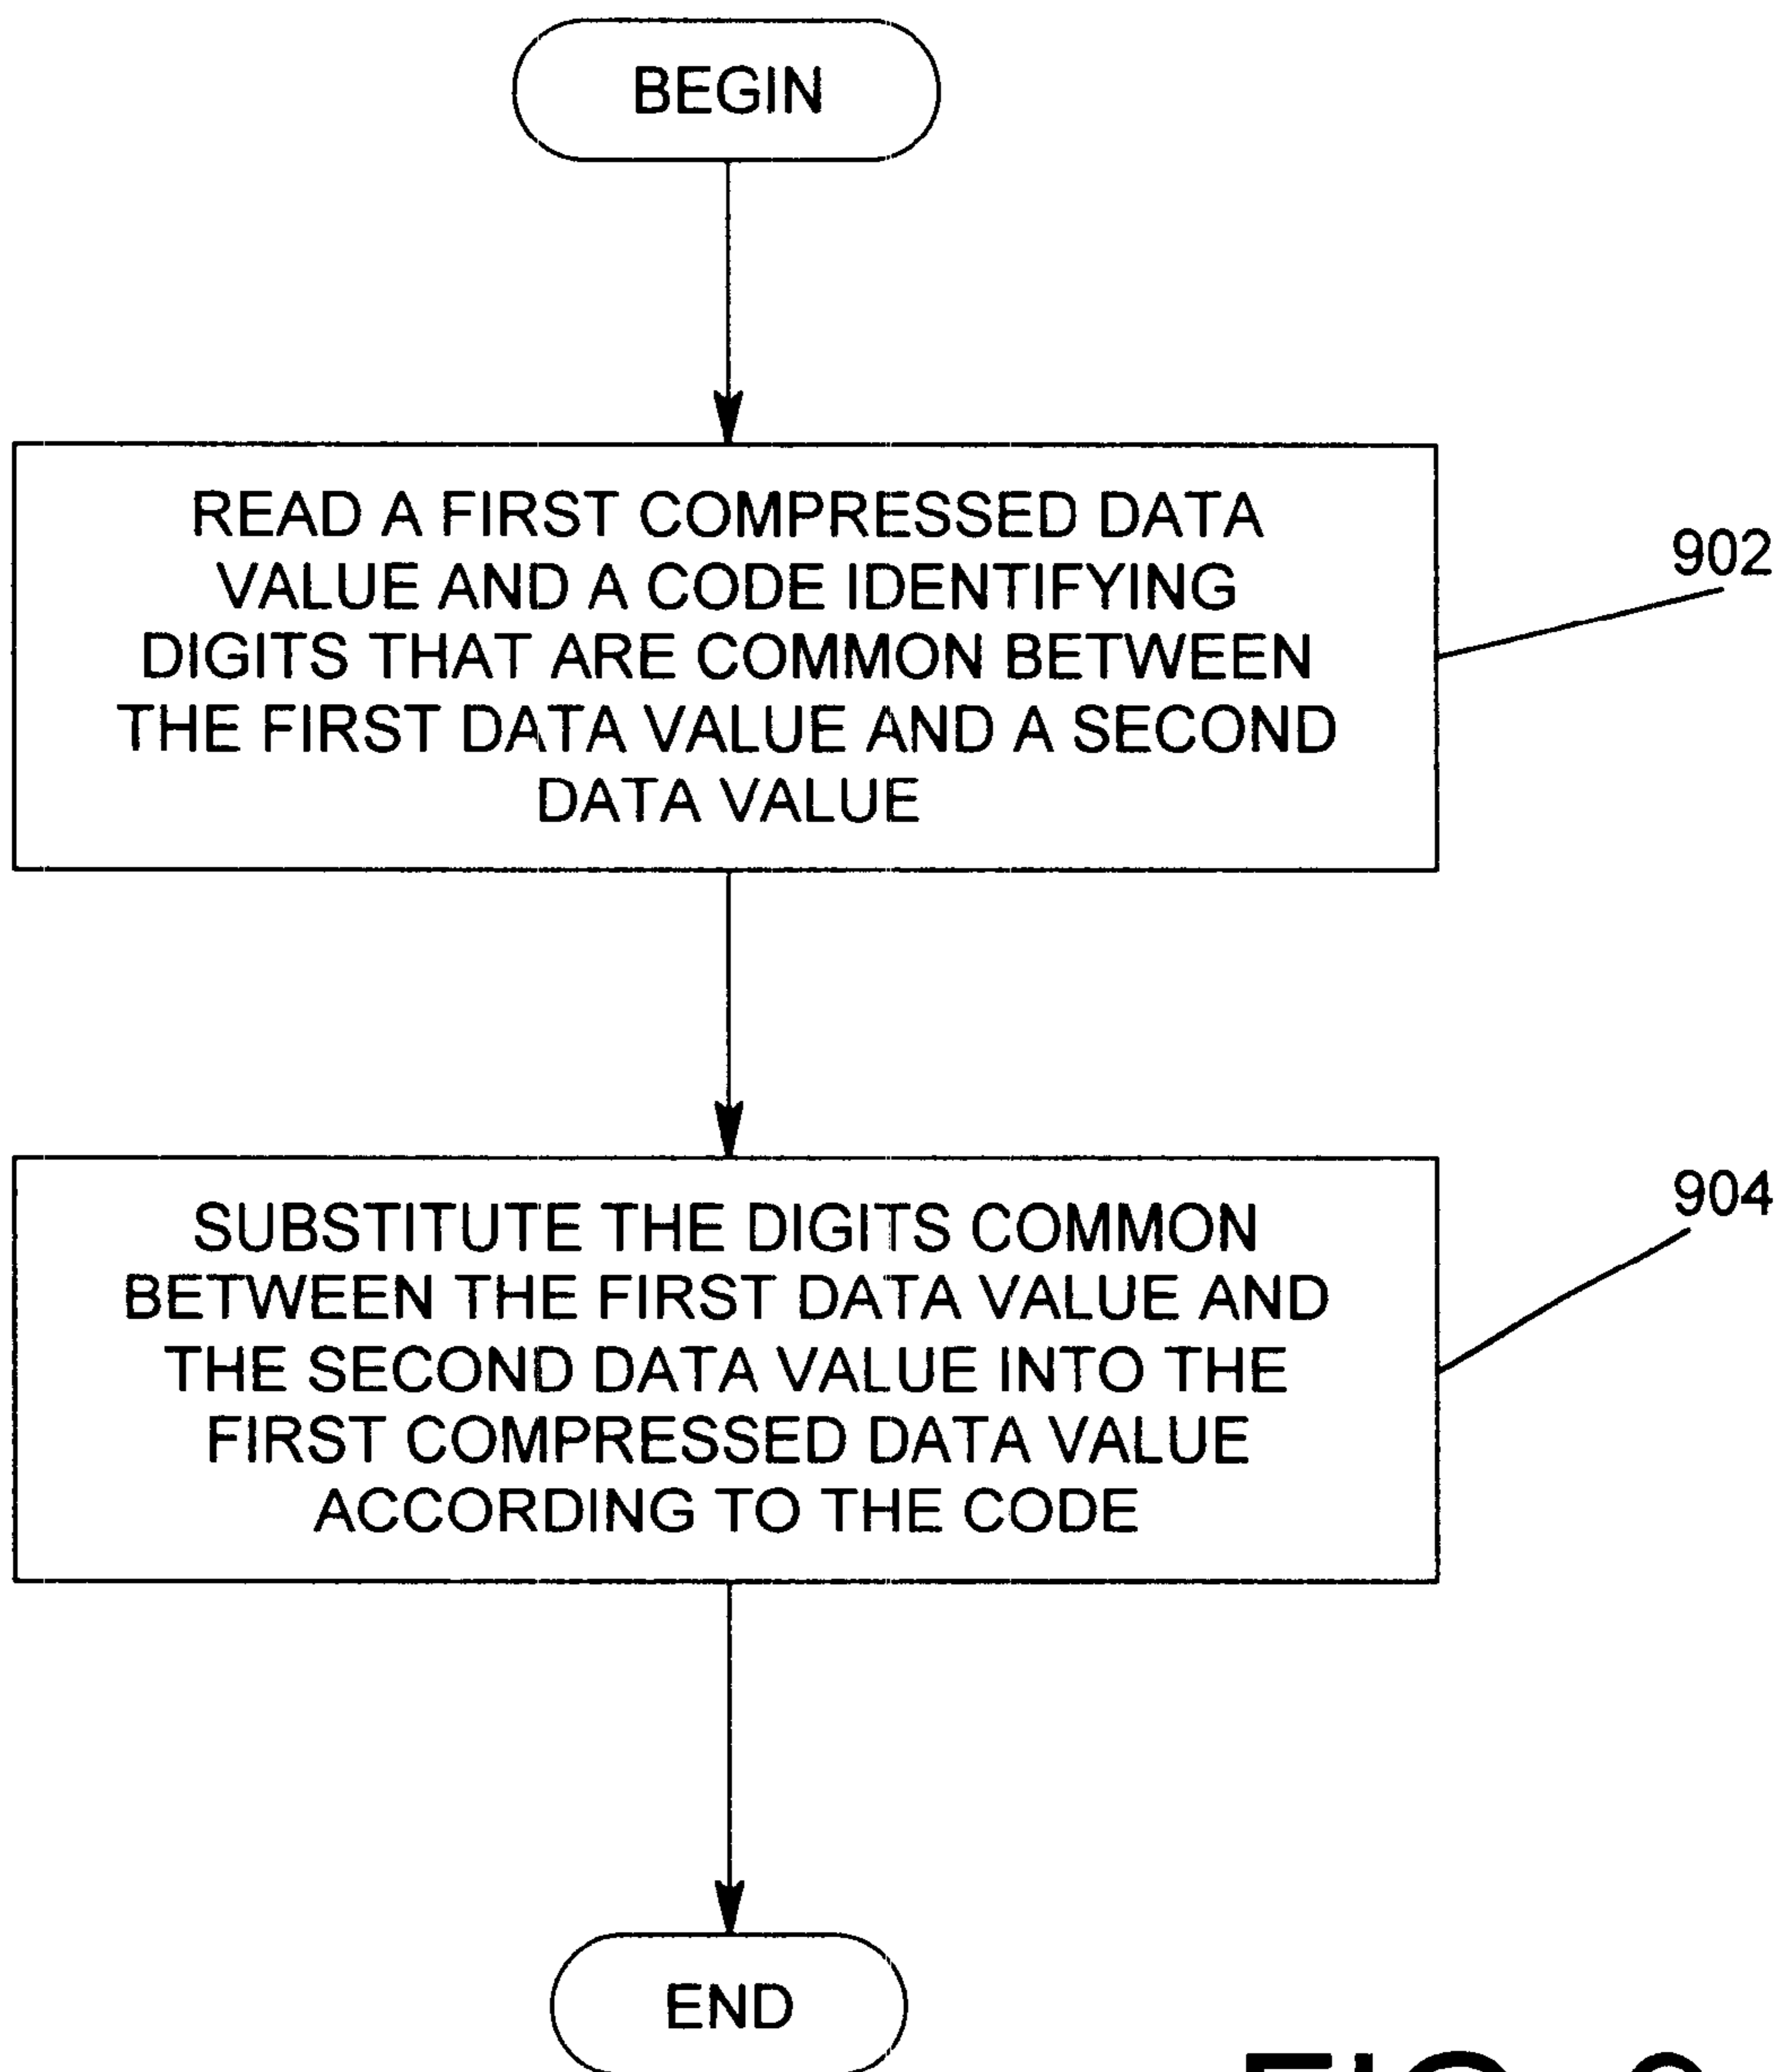 BEGIN
READ A FIRST COMPRESSED DATA
VALUE AND A CODE IDENTIFYING
DIGITS THAT ARE COMMON BETWEEN
THE FIRST DATA VALUE AND A SECOND
DATA VALUE
902
SUBSTITUTE THE DIGITS COMMON
BETWEEN THE FIRST DATA VALUE AND
THE SECOND DATA VALUE INTO THE
FIRST COMPRESSED DATA VALUE
ACCORDING TO THE CODE
904
END